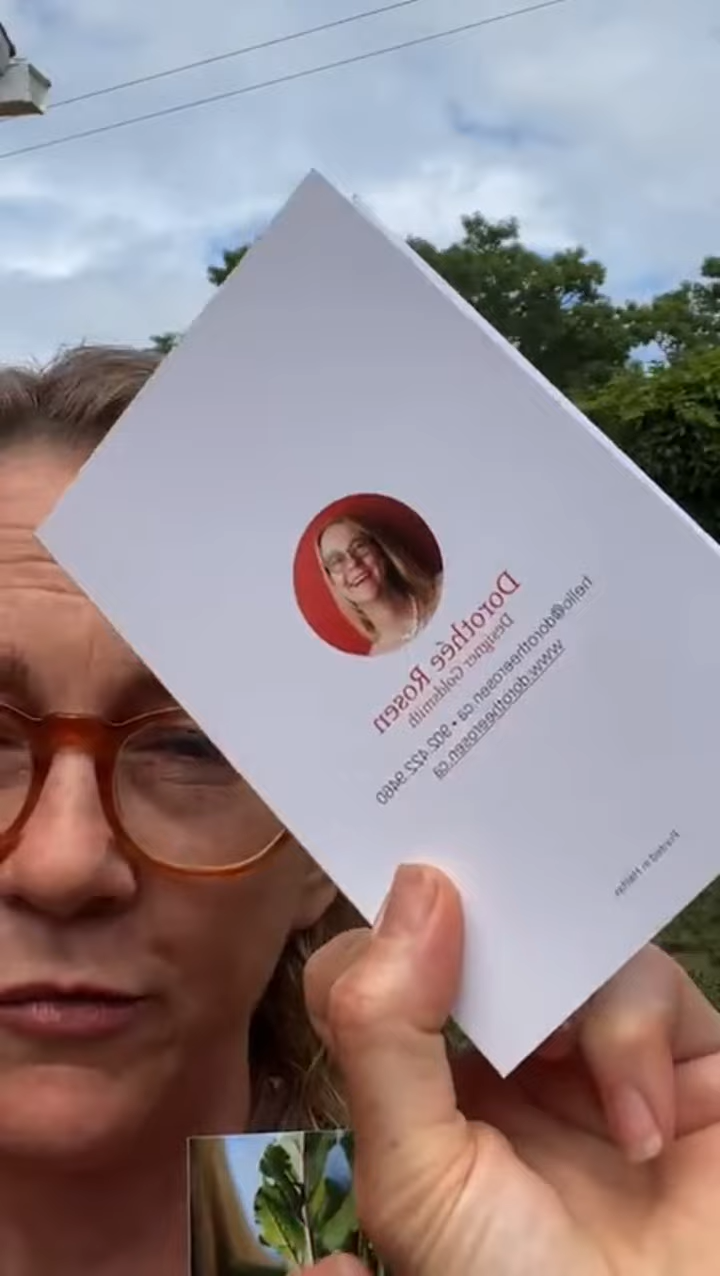 Dorothée Rosen
Designer Goldsmith
hello@dorotheerosen.ca • 902.422.9460
www.dorotheerosen.ca
Printed in Halifax